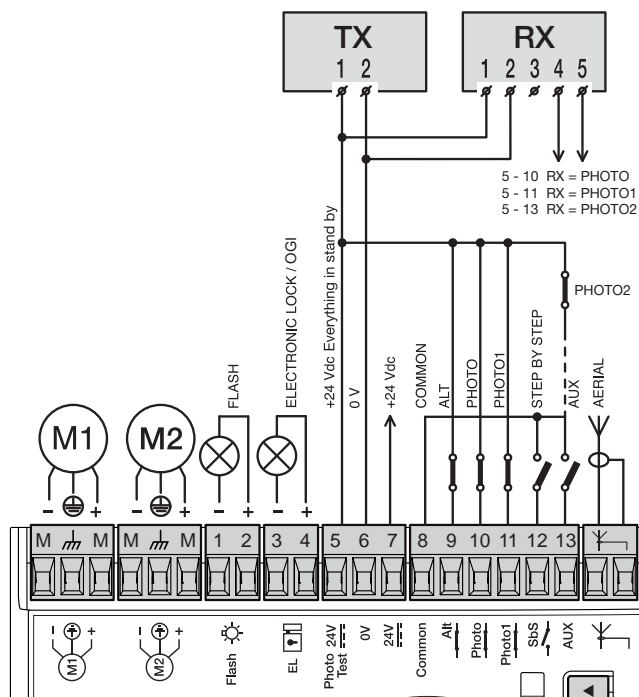 TX
1 2
RX
1 2 3 4 5
5 - 10 RX = PHOTO
5 - 11 RX = PHOTO1
5 - 13 RX = PHOTO2
PHOTO2
FLASH
ELECTRONIC LOCK / OGI
+24 Vdc Everything in stand by
0 V
+24 Vdc
COMMON
ALT
PHOTO
PHOTO1
STEP BY STEP
AUX
AERIAL
M1
M2
- +
- +
- +
- +
M M M M 1 2 3 4 5 6 7 8 9 10 11 12 13
- +
M1
- +
M2
Flash
EL
Photo 24V
Test
0V
24V
Common
Alt
Photo
Photo1
SbS
AUX